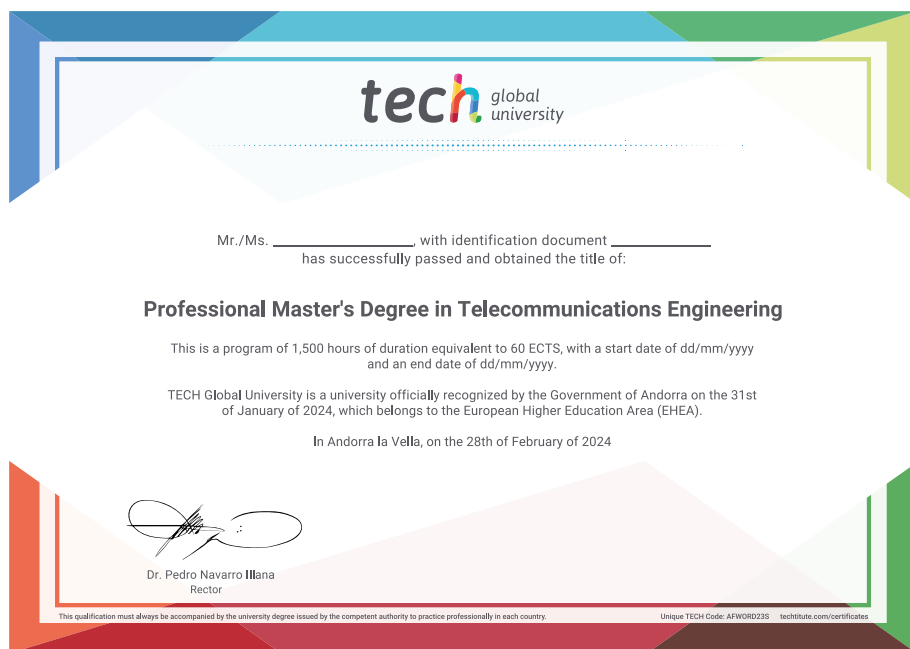 tech global university
Mr./Ms. ____________________, with identification document ______________
has successfully passed and obtained the title of:
Professional Master's Degree in Telecommunications Engineering
This is a program of 1,500 hours of duration equivalent to 60 ECTS, with a start date of dd/mm/yyyy
and an end date of dd/mm/yyyy.
TECH Global University is a university officially recognized by the Government of Andorra on the 31st
of January of 2024, which belongs to the European Higher Education Area (EHEA).
In Andorra la Vella, on the 28th of February of 2024
Dr. Pedro Navarro Illana
Rector
This qualification must always be accompanied by the university degree issued by the competent authority to practice professionally in each country.
Unique TECH Code: AFWORD23S techtitute.com/certificates